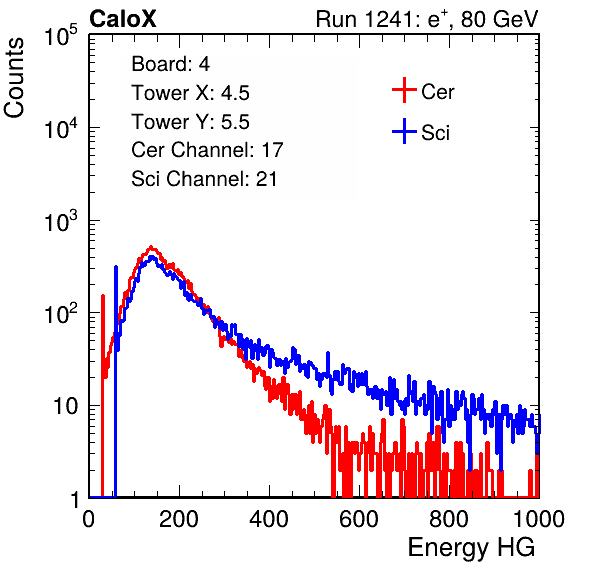 CaloX Run 1241: e⁺, 80 GeV
Counts
10⁵
10⁴
10³
10²
10
1
Board: 4
Tower X: 4.5
Tower Y: 5.5
Cer Channel: 17
Sci Channel: 21
Cer
Sci
0 200 400 600 800 1000
Energy HG